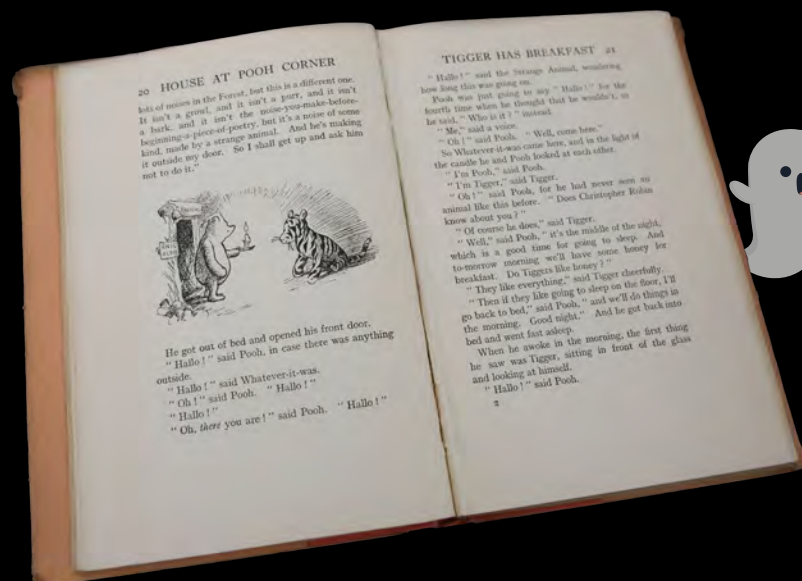 20 HOUSE AT POOH CORNER
lots of noises in the Forest, but this is a different one.
It isn't a growl, and it isn't a purr, and it isn't
a bark, and it isn't the noise-you-make-before-
beginning-a-piece-of-poetry, but it's a noise of some
kind, made by a strange animal. And he's making
it outside my door. So I shall get up and ask him
not to do it."
He got out of bed and opened his front door.
" Hallo ! " said Pooh, in case there was anything
outside.
" Hallo ! " said Whatever-it-was.
" Oh ! " said Pooh. " Hallo ! "
" Hallo ! "
" Oh, there you are ! " said Pooh. " Hallo ! "
TIGGER HAS BREAKFAST 21
" Hallo ! " said the Strange Animal, wondering
how long this was going on.
Pooh was just going to say " Hallo ! " for the
fourth time when he thought that he wouldn't, so
he said, " Who is it ? " instead.
" Me," said a voice.
" Oh ! " said Pooh. " Well, come here."
So Whatever-it-was came here, and in the light of
the candle he and Pooh looked at each other.
" I'm Pooh," said Pooh.
" I'm Tigger," said Tigger.
" Oh ! " said Pooh, for he had never seen an
animal like this before. " Does Christopher Robin
know about you ? "
" Of course he does," said Tigger.
" Well," said Pooh, " it's the middle of the night,
which is a good time for going to sleep. And
to-morrow morning we'll have some honey for
breakfast. Do Tiggers like honey ? "
" They like everything," said Tigger cheerfully.
" Then if they like going to sleep on the floor, I'll
go back to bed," said Pooh, " and we'll do things in
the morning. Good night." And he got back into
bed and went fast asleep.
When he awoke in the morning, the first thing
he saw was Tigger, sitting in front of the glass
and looking at himself.
" Hallo ! " said Pooh.
2